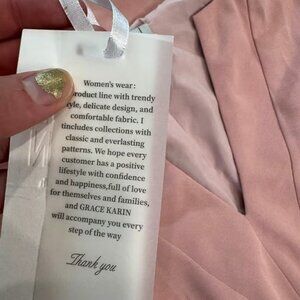 Women's wear:
product line with trendy
style, delicate design, and
comfortable fabric. I
tincludes collections with
classic and everlasting
patterns. We hope every
customer has a positive
lifestyle with confidence
and happiness,full of love
for themselves and families,
and GRACE KARIN
will accompany you every
step of the way
Thank you